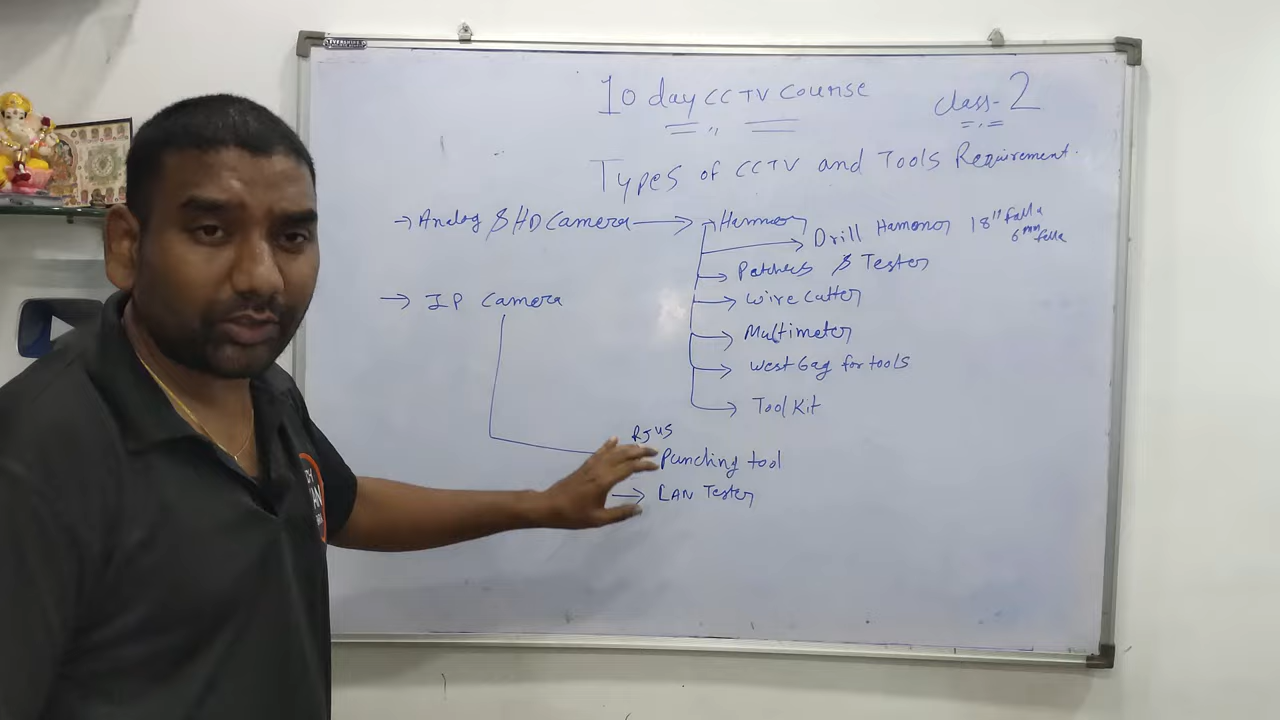 10 day CCTV Course
class-2
Types of CCTV and Tools Requirement.
→ Analog & HD Camera → Hammor
Drill Hamonor 18" falla
6mm falla
Patchers & Tester
→ IP Camera
wire Cutter
Multimeter
West Gag for tools
Tool Kit
RJ45
Punching tool
→ LAN Tester